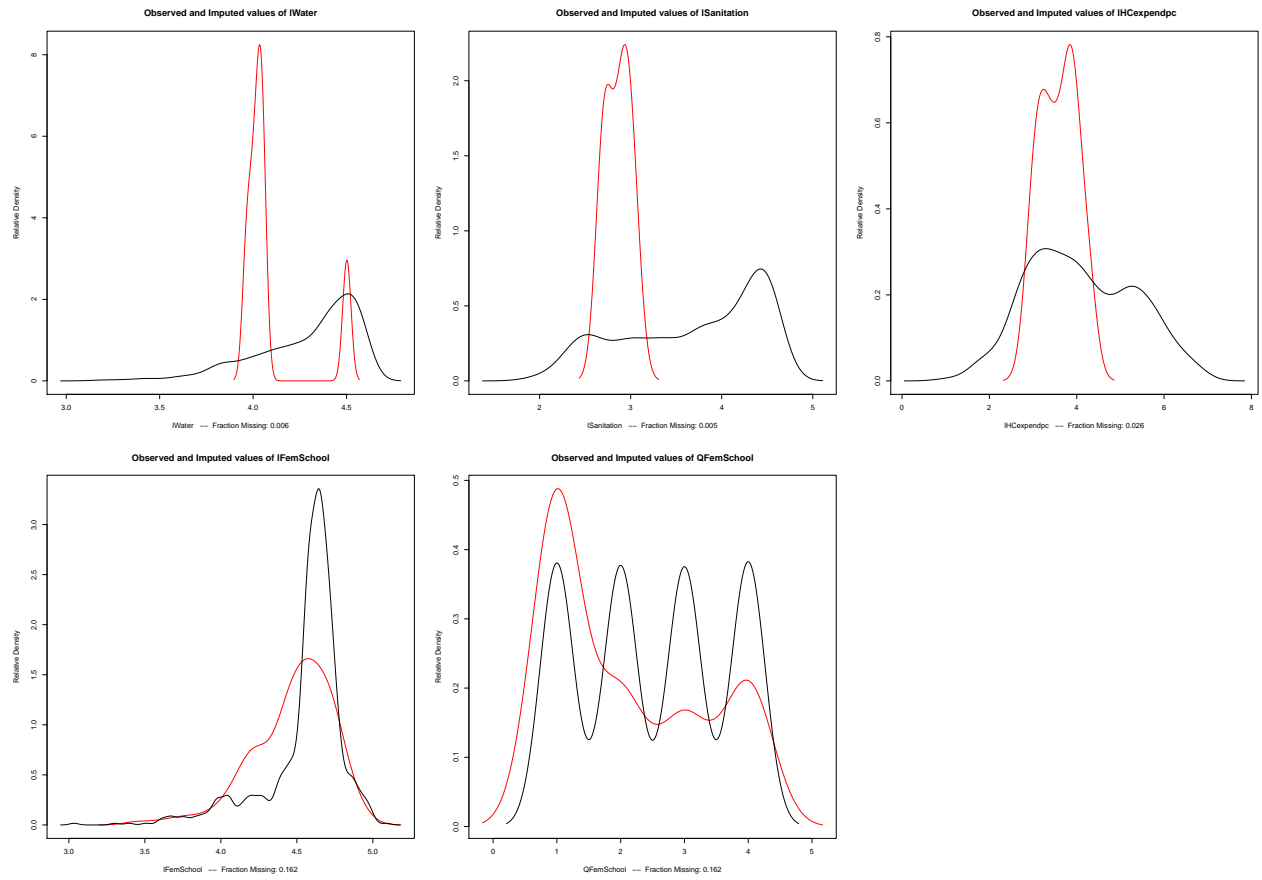 Observed and Imputed values of lWater
Relative Density
8
6
4
2
0
3.0 3.5 4.0 4.5
lWater -- Fraction Missing: 0.006
Observed and Imputed values of lSanitation
Relative Density
2.0
1.5
1.0
0.5
0.0
2 3 4 5
lSanitation -- Fraction Missing: 0.005
Observed and Imputed values of lHCexpendpc
Relative Density
0.8
0.6
0.4
0.2
0.0
0 2 4 6 8
lHCexpendpc -- Fraction Missing: 0.026
Observed and Imputed values of lFemSchool
Relative Density
3.0
2.5
2.0
1.5
1.0
0.5
0.0
3.0 3.5 4.0 4.5 5.0
lFemSchool -- Fraction Missing: 0.162
Observed and Imputed values of QFemSchool
Relative Density
0.5
0.4
0.3
0.2
0.1
0.0
0 1 2 3 4 5
QFemSchool -- Fraction Missing: 0.162